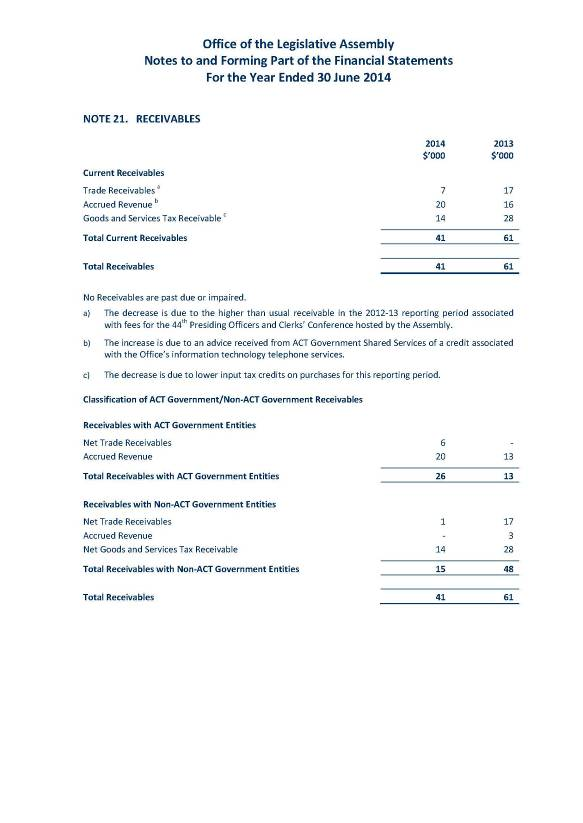 Office of the Legislative Assembly
Notes to and Forming Part of the Financial Statements
For the Year Ended 30 June 2014
NOTE 21. RECEIVABLES
2014 2013
$’000 $’000
Current Receivables
Trade Receivables a 7 17
Accrued Revenue b 20 16
Goods and Services Tax Receivable c 14 28
Total Current Receivables 41 61
Total Receivables 41 61
No Receivables are past due or impaired.
a) The decrease is due to the higher than usual receivable in the 2012-13 reporting period associated
with fees for the 44th Presiding Officers and Clerks’ Conference hosted by the Assembly.
b) The increase is due to an advice received from ACT Government Shared Services of a credit associated
with the Office’s information technology telephone services.
c) The decrease is due to lower input tax credits on purchases for this reporting period.
Classification of ACT Government/Non-ACT Government Receivables
Receivables with ACT Government Entities
Net Trade Receivables 6 -
Accrued Revenue 20 13
Total Receivables with ACT Government Entities 26 13
Receivables with Non-ACT Government Entities
Net Trade Receivables 1 17
Accrued Revenue - 3
Net Goods and Services Tax Receivable 14 28
Total Receivables with Non-ACT Government Entities 15 48
Total Receivables 41 61